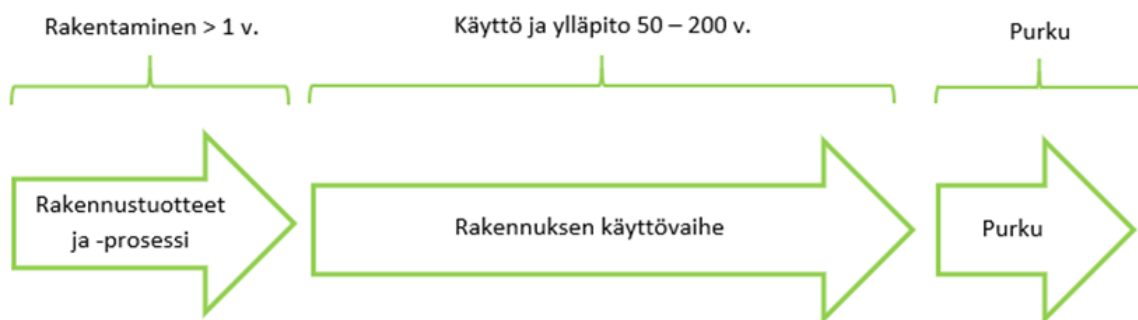 Rakentaminen > 1 v.
Käyttö ja ylläpito 50 – 200 v.
Purku
Rakennustuotteet
ja -prosessi
Rakennuksen käyttövaihe
Purku